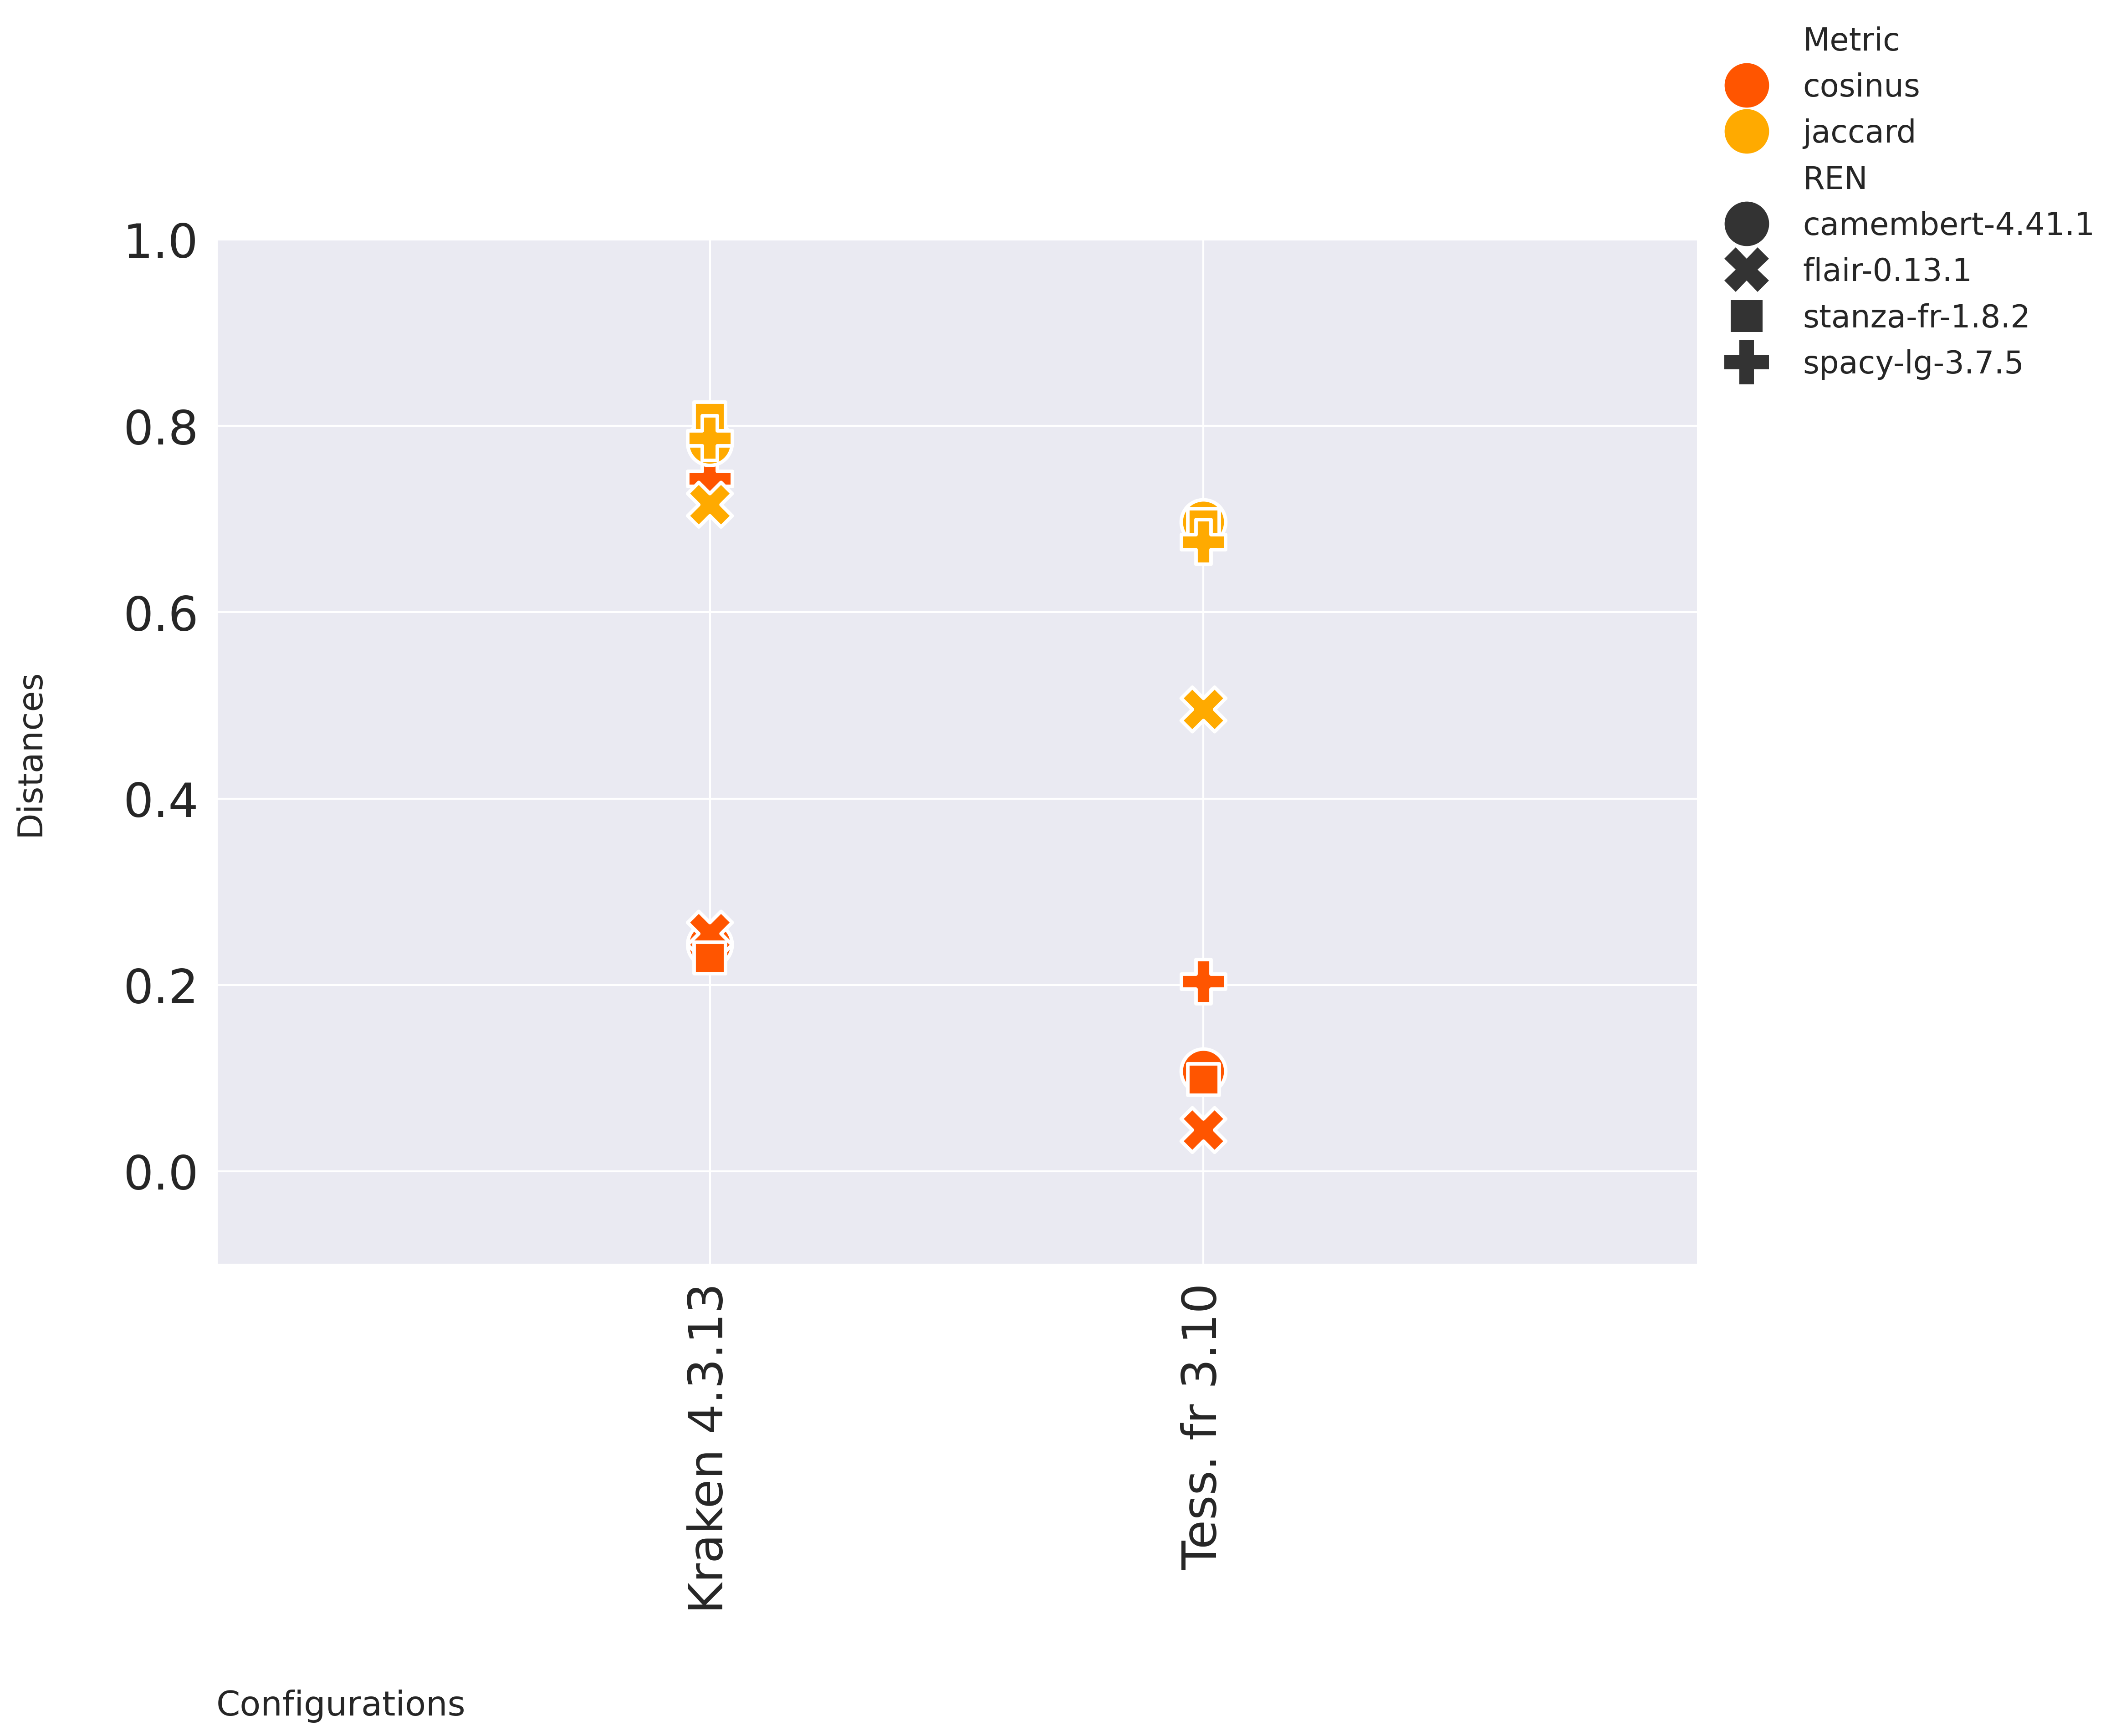 Metric
cosinus
jaccard
REN
camembert-4.41.1
flair-0.13.1
stanza-fr-1.8.2
spacy-lg-3.7.5
1.0
0.8
0.6
0.4
0.2
0.0
Distances
Kraken 4.3.13
Tess. fr 3.10
Configurations